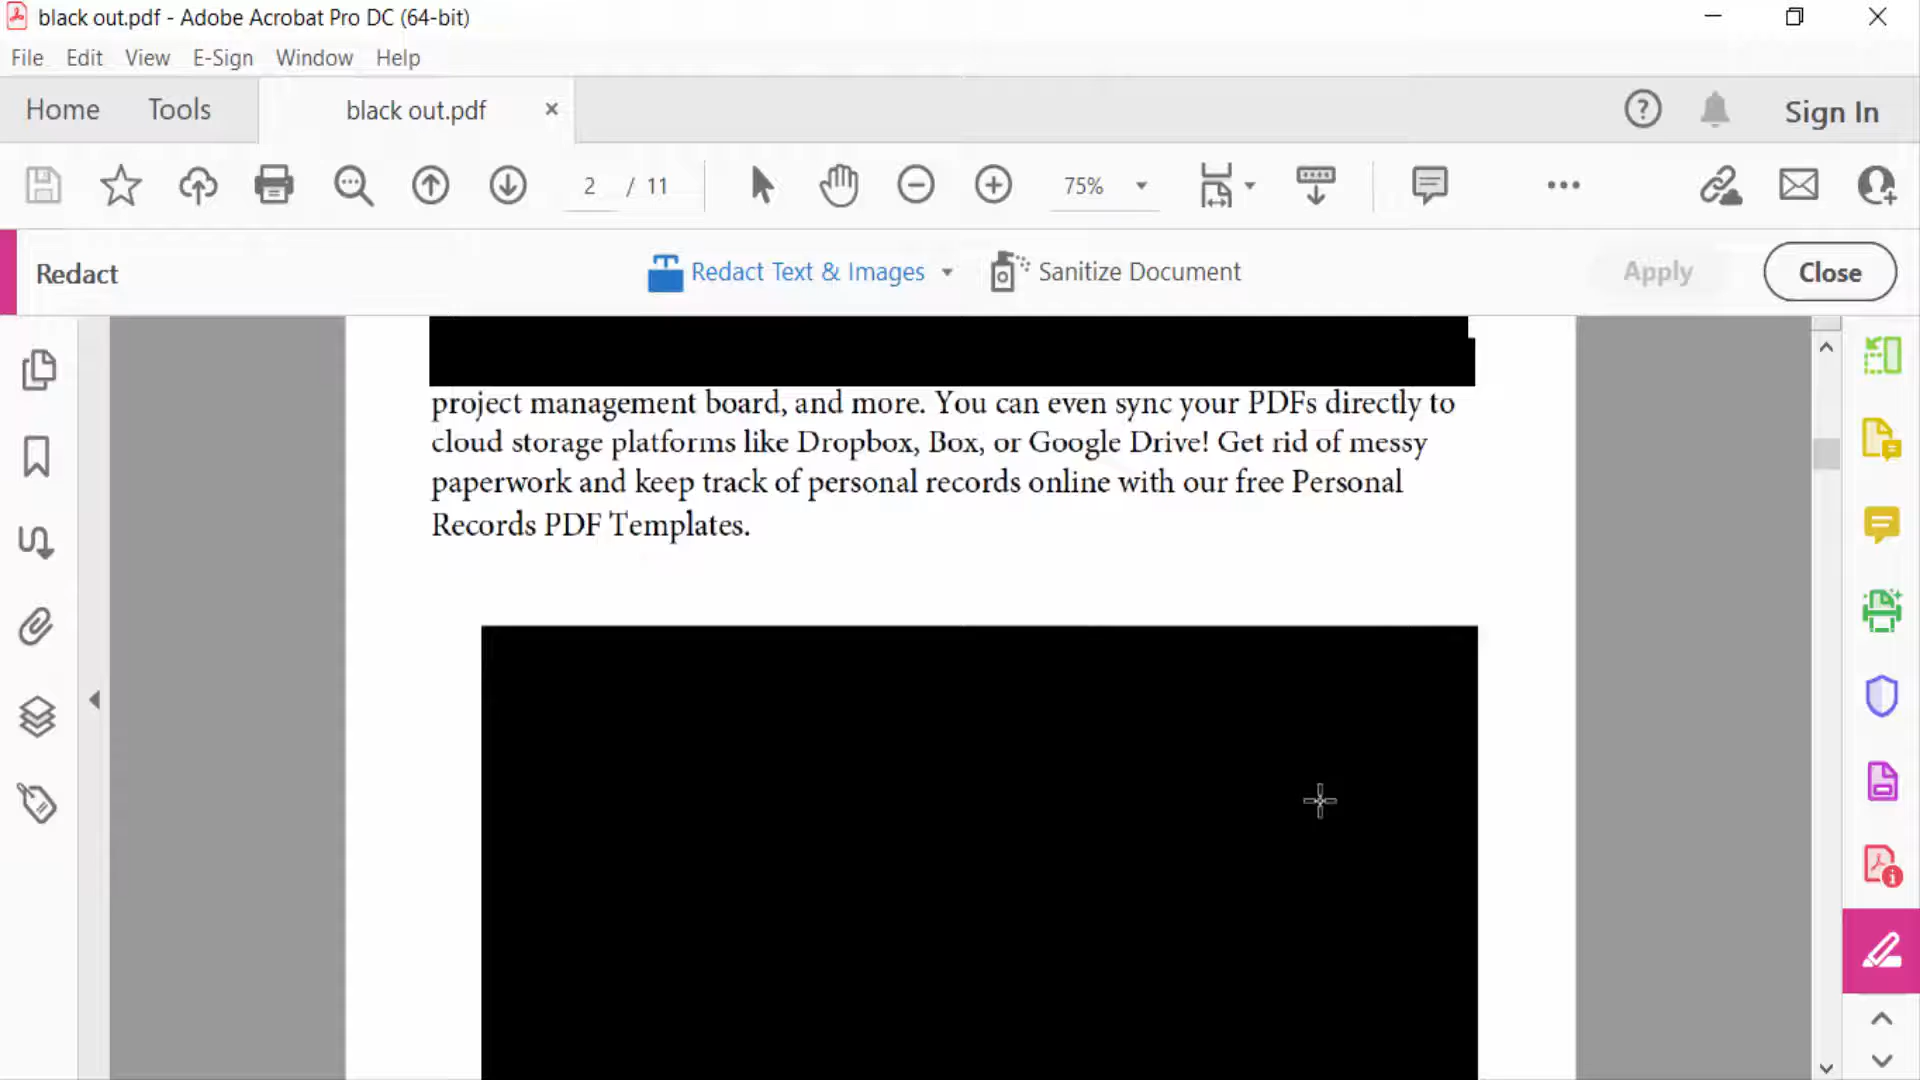 black out.pdf - Adobe Acrobat Pro DC (64-bit)
File Edit View E-Sign Window Help
Home Tools black out.pdf × ? Sign In
2 / 11 75%
Redact Redact Text & Images Sanitize Document Apply Close
project management board, and more. You can even sync your PDFs directly to
cloud storage platforms like Dropbox, Box, or Google Drive! Get rid of messy
paperwork and keep track of personal records online with our free Personal
Records PDF Templates.